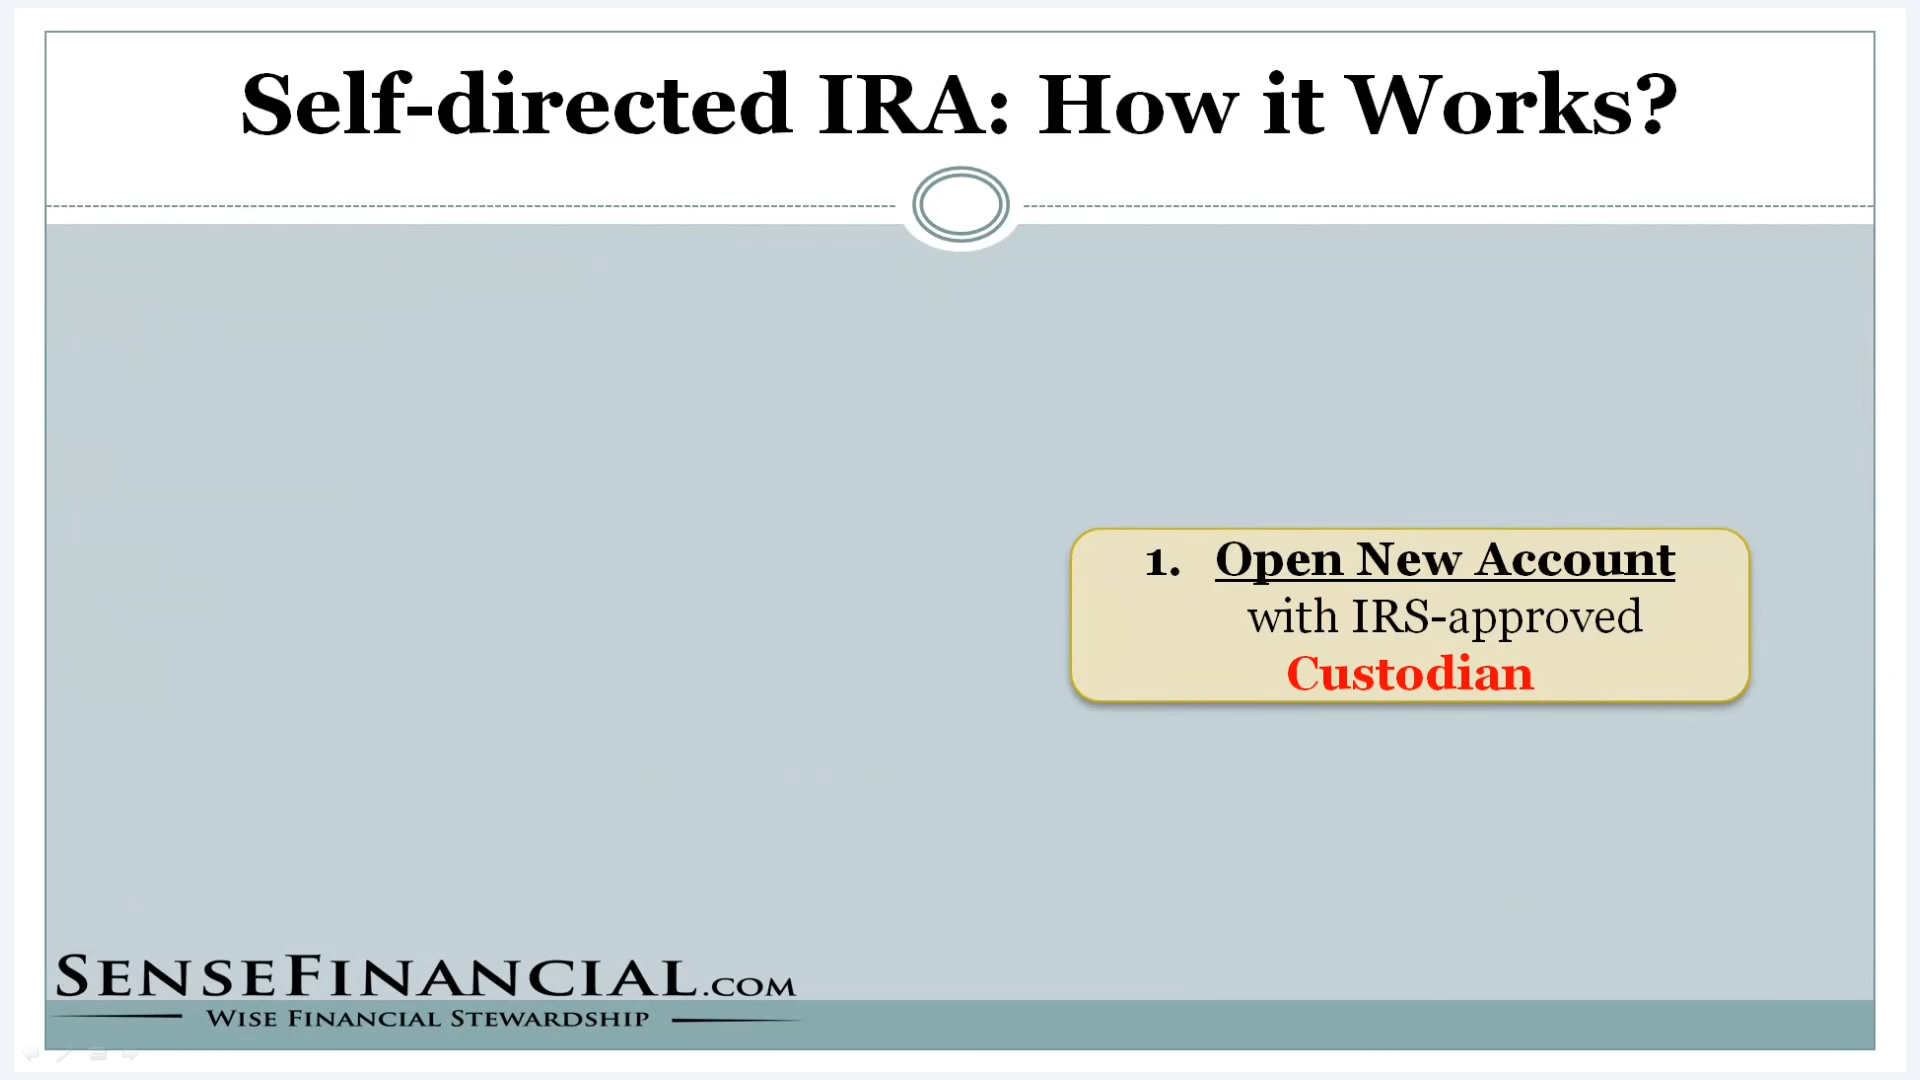 Self-directed IRA: How it Works?
1. Open New Account
with IRS-approved
Custodian
SENSEFINANCIAL.COM
WISE FINANCIAL STEWARDSHIP